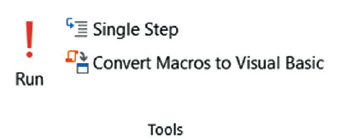 Single Step
Convert Macros to Visual Basic
Run
Tools